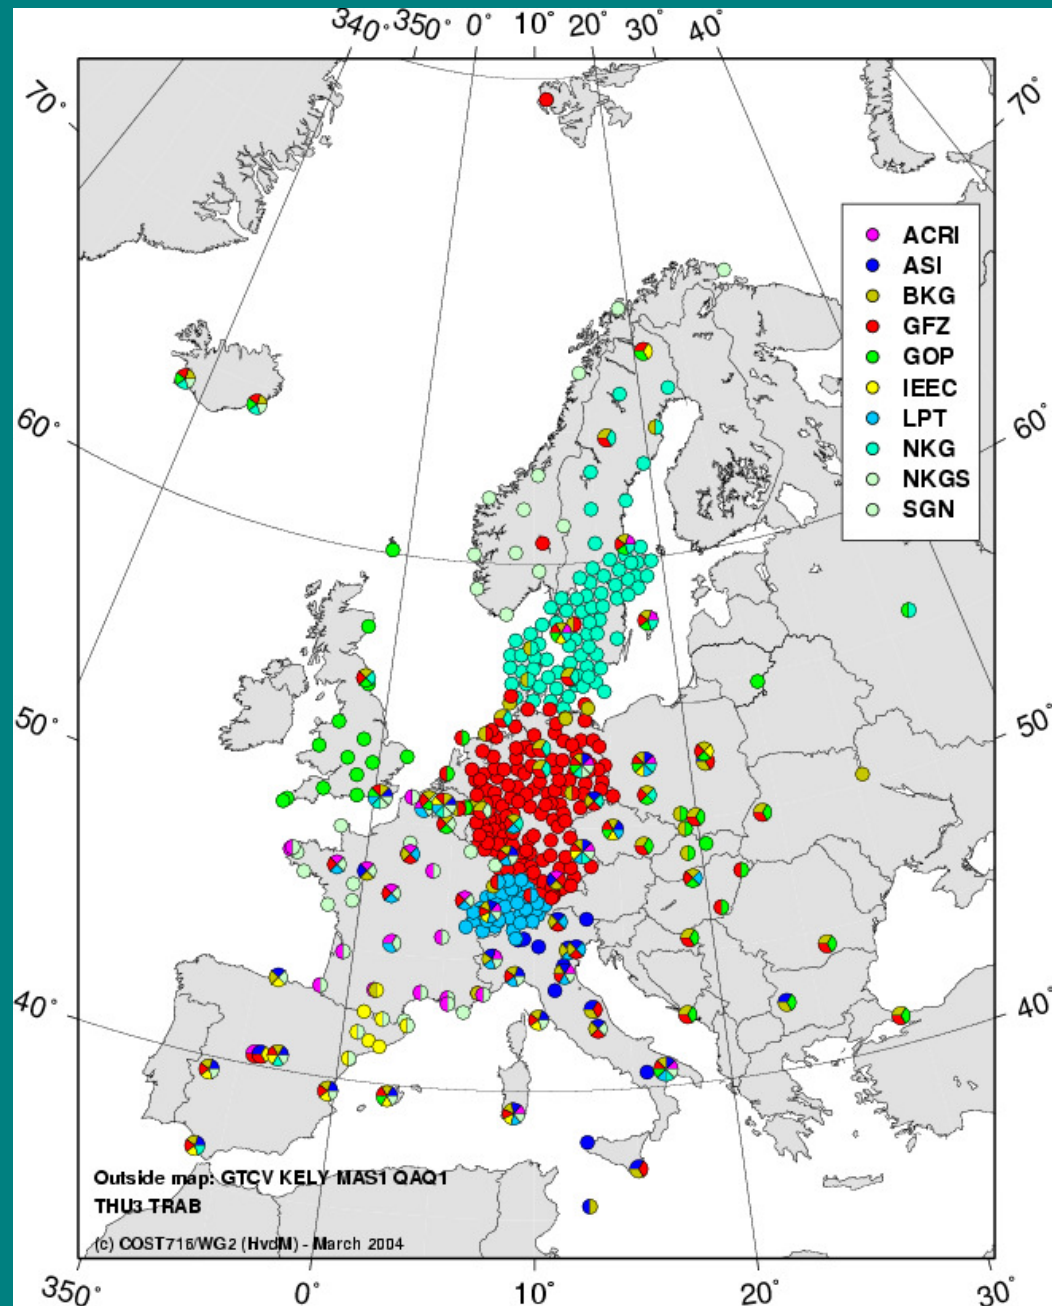 340° 350° 0° 10° 20° 30° 40°
70° 70°
ACRI
ASI
BKG
GFZ
GOP
IEEC
LPT
NKG
NKGS
SGN
60° 60°
50° 50°
40° 40°
Outside map: GTCV KELY MAS1 QAQ1
THU3 TRAB
(c) COST716/WG2 (HvdM) - March 2004
350° 0° 10° 20° 30°